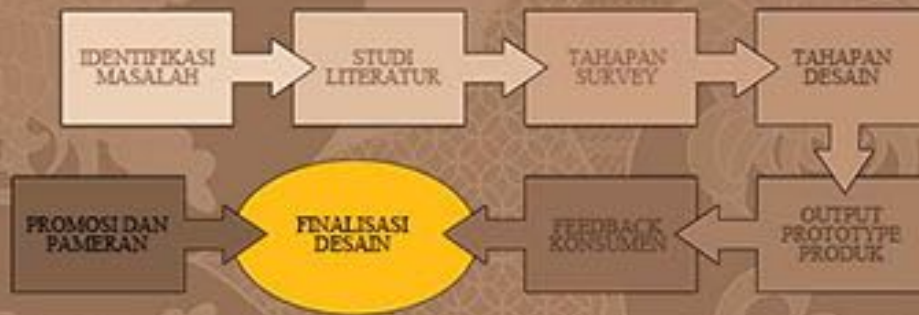 IDENTIFIKASI
MASALAH
STUDI
LITERATUR
TAHAPAN
SURVEY
TAHAPAN
DESAIN
OUTPUT
PROTOTYPE
PRODUK
FEEDBACK
KONSUMEN
FINALISASI
DESAIN
PROMOSI DAN
PAMERAN